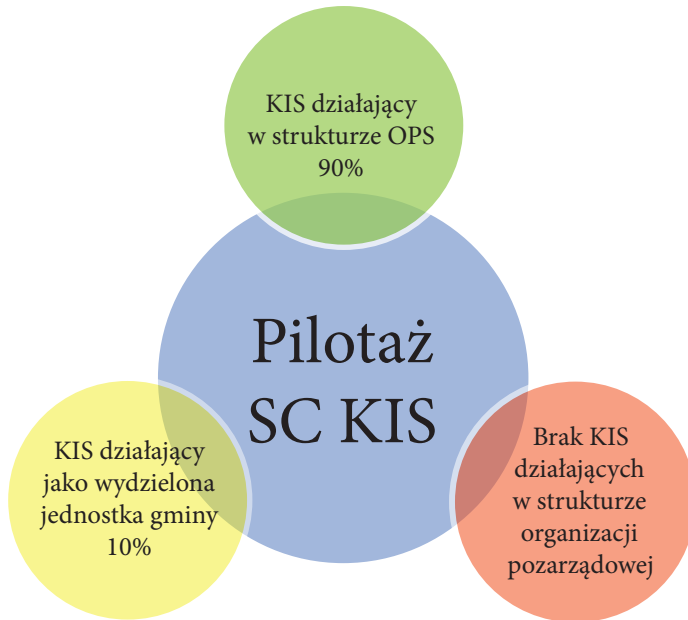 KIS działający
w strukturze OPS
90%
Pilotaż
SC KIS
KIS działający
jako wydzielona
jednostka gminy
10%
Brak KIS
działających
w strukturze
organizacji
pozarządowej